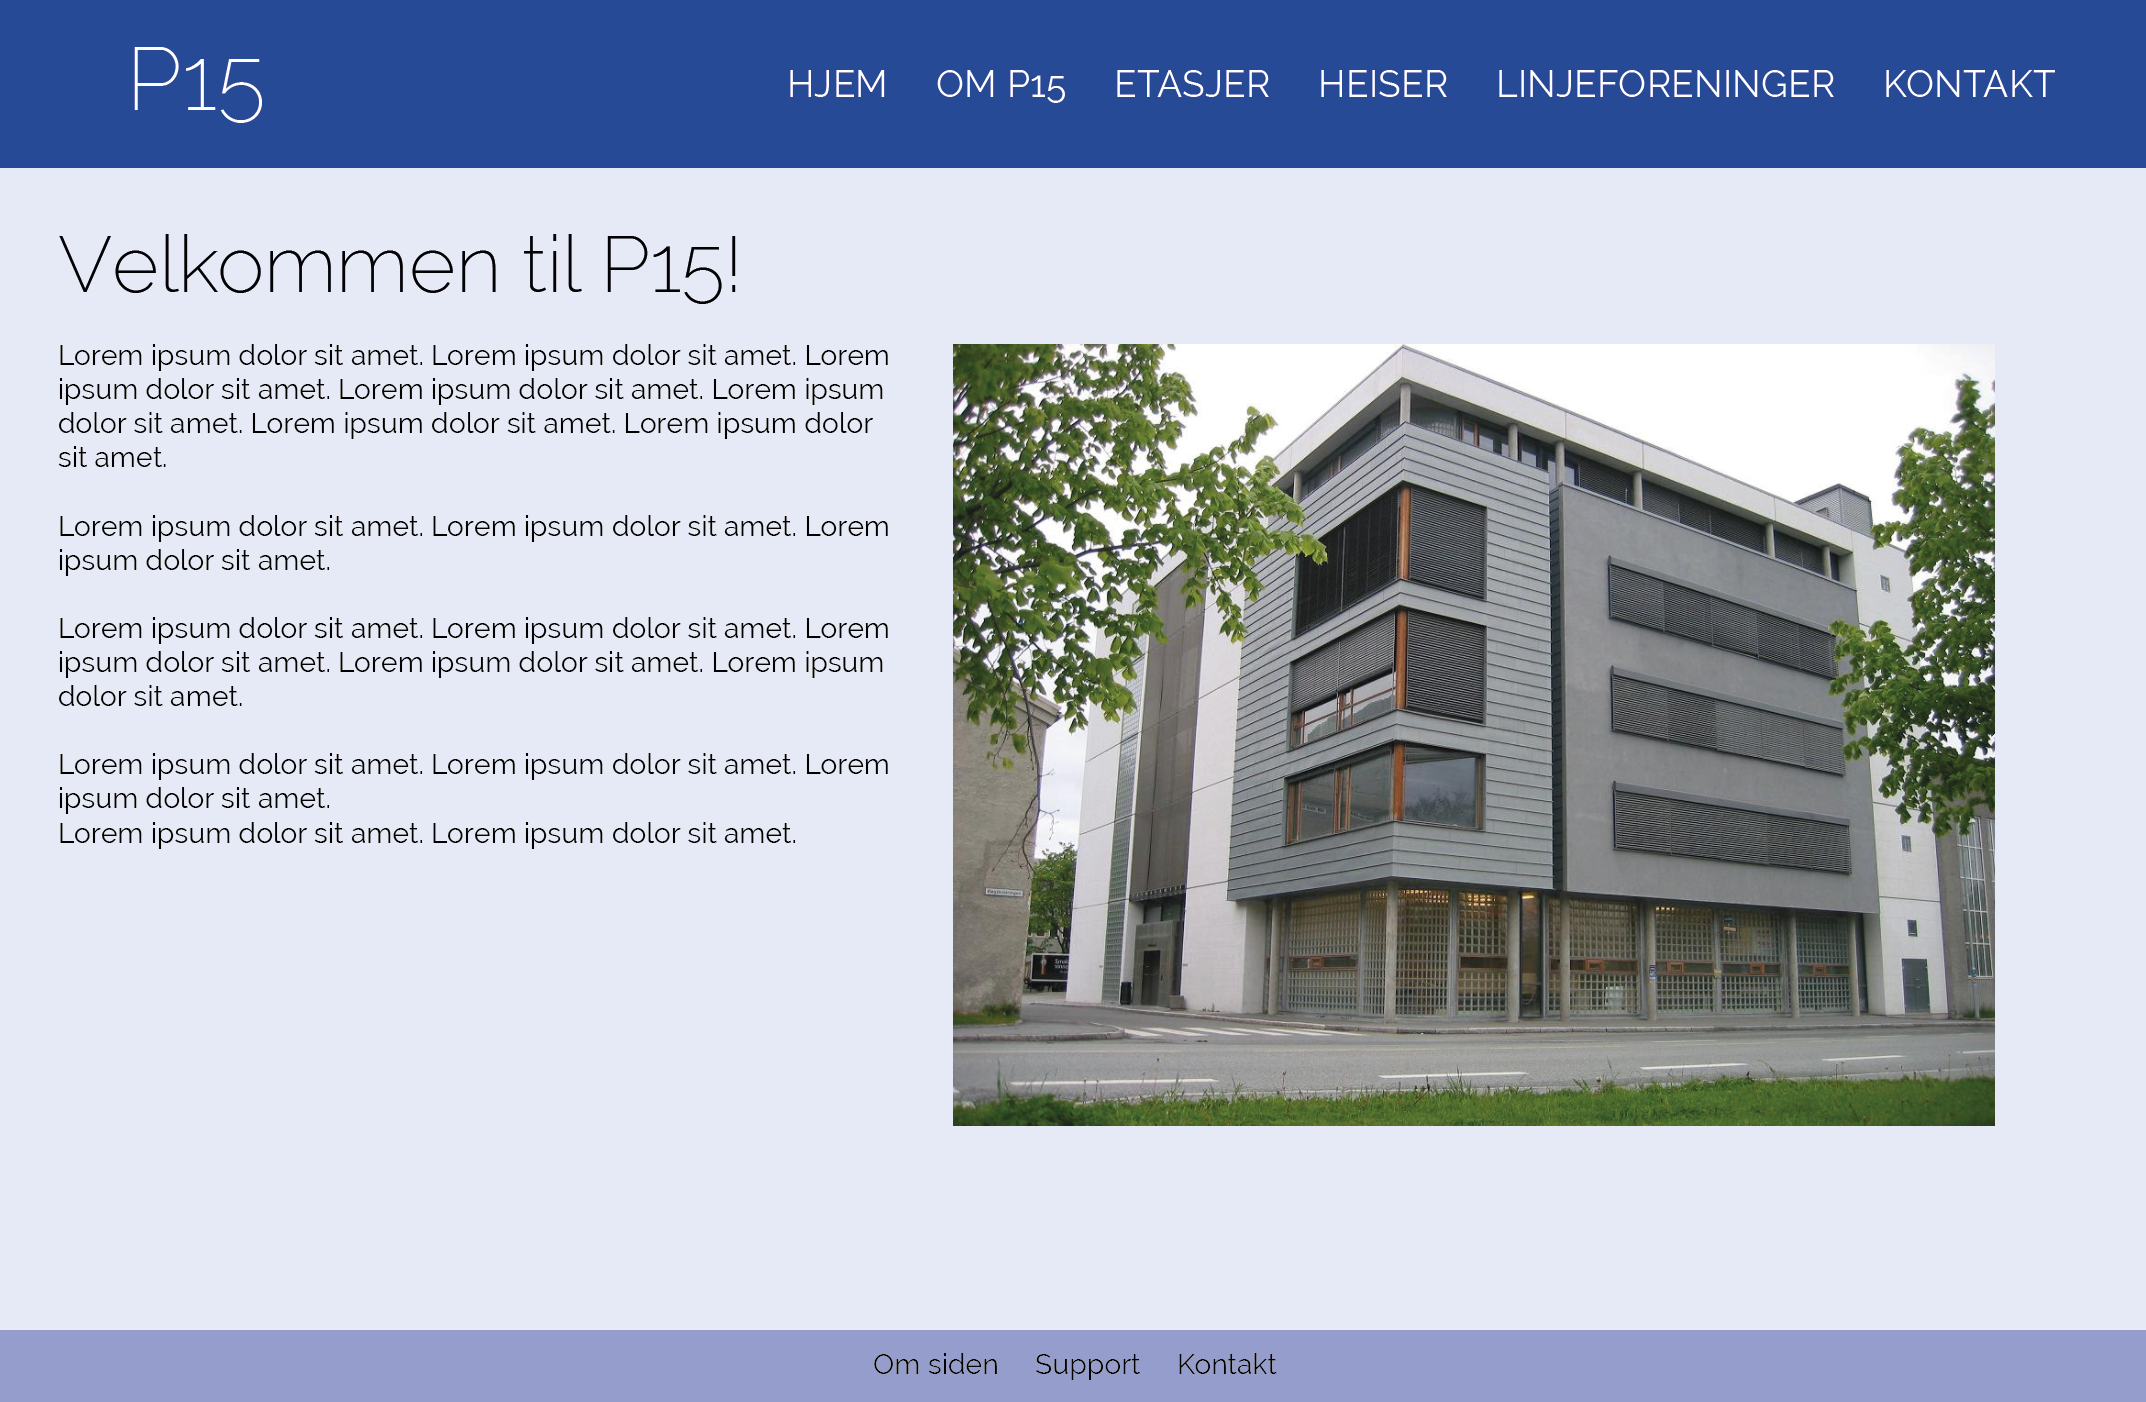 P15
HJEM OM P15 ETASJER HEISER LINJEFORENINGER KONTAKT
Velkommen til P15!
Lorem ipsum dolor sit amet. Lorem ipsum dolor sit amet. Lorem
ipsum dolor sit amet. Lorem ipsum dolor sit amet. Lorem ipsum
dolor sit amet. Lorem ipsum dolor sit amet. Lorem ipsum dolor
sit amet.
Lorem ipsum dolor sit amet. Lorem ipsum dolor sit amet. Lorem
ipsum dolor sit amet.
Lorem ipsum dolor sit amet. Lorem ipsum dolor sit amet. Lorem
ipsum dolor sit amet. Lorem ipsum dolor sit amet. Lorem ipsum
dolor sit amet.
Lorem ipsum dolor sit amet. Lorem ipsum dolor sit amet. Lorem
ipsum dolor sit amet.
Lorem ipsum dolor sit amet. Lorem ipsum dolor sit amet.
Om siden Support Kontakt